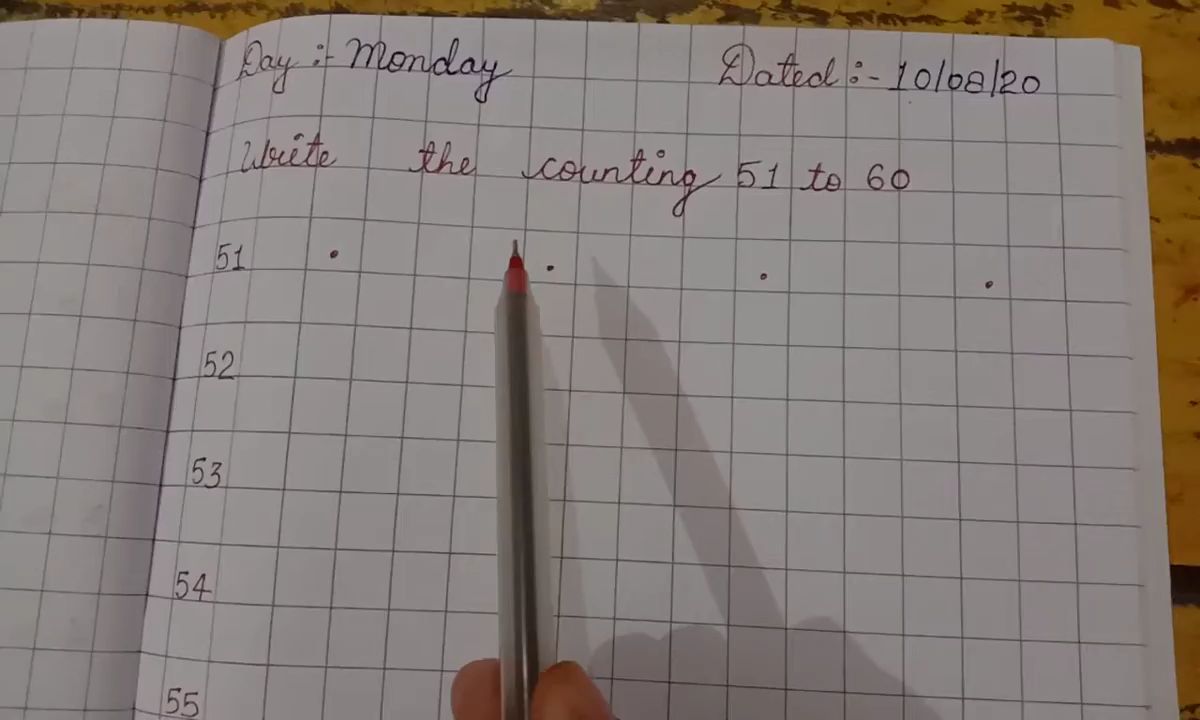 Day :- Monday Dated :- 10/08/20
Write the counting 51 to 60
51 . . . .
52
53
54
55